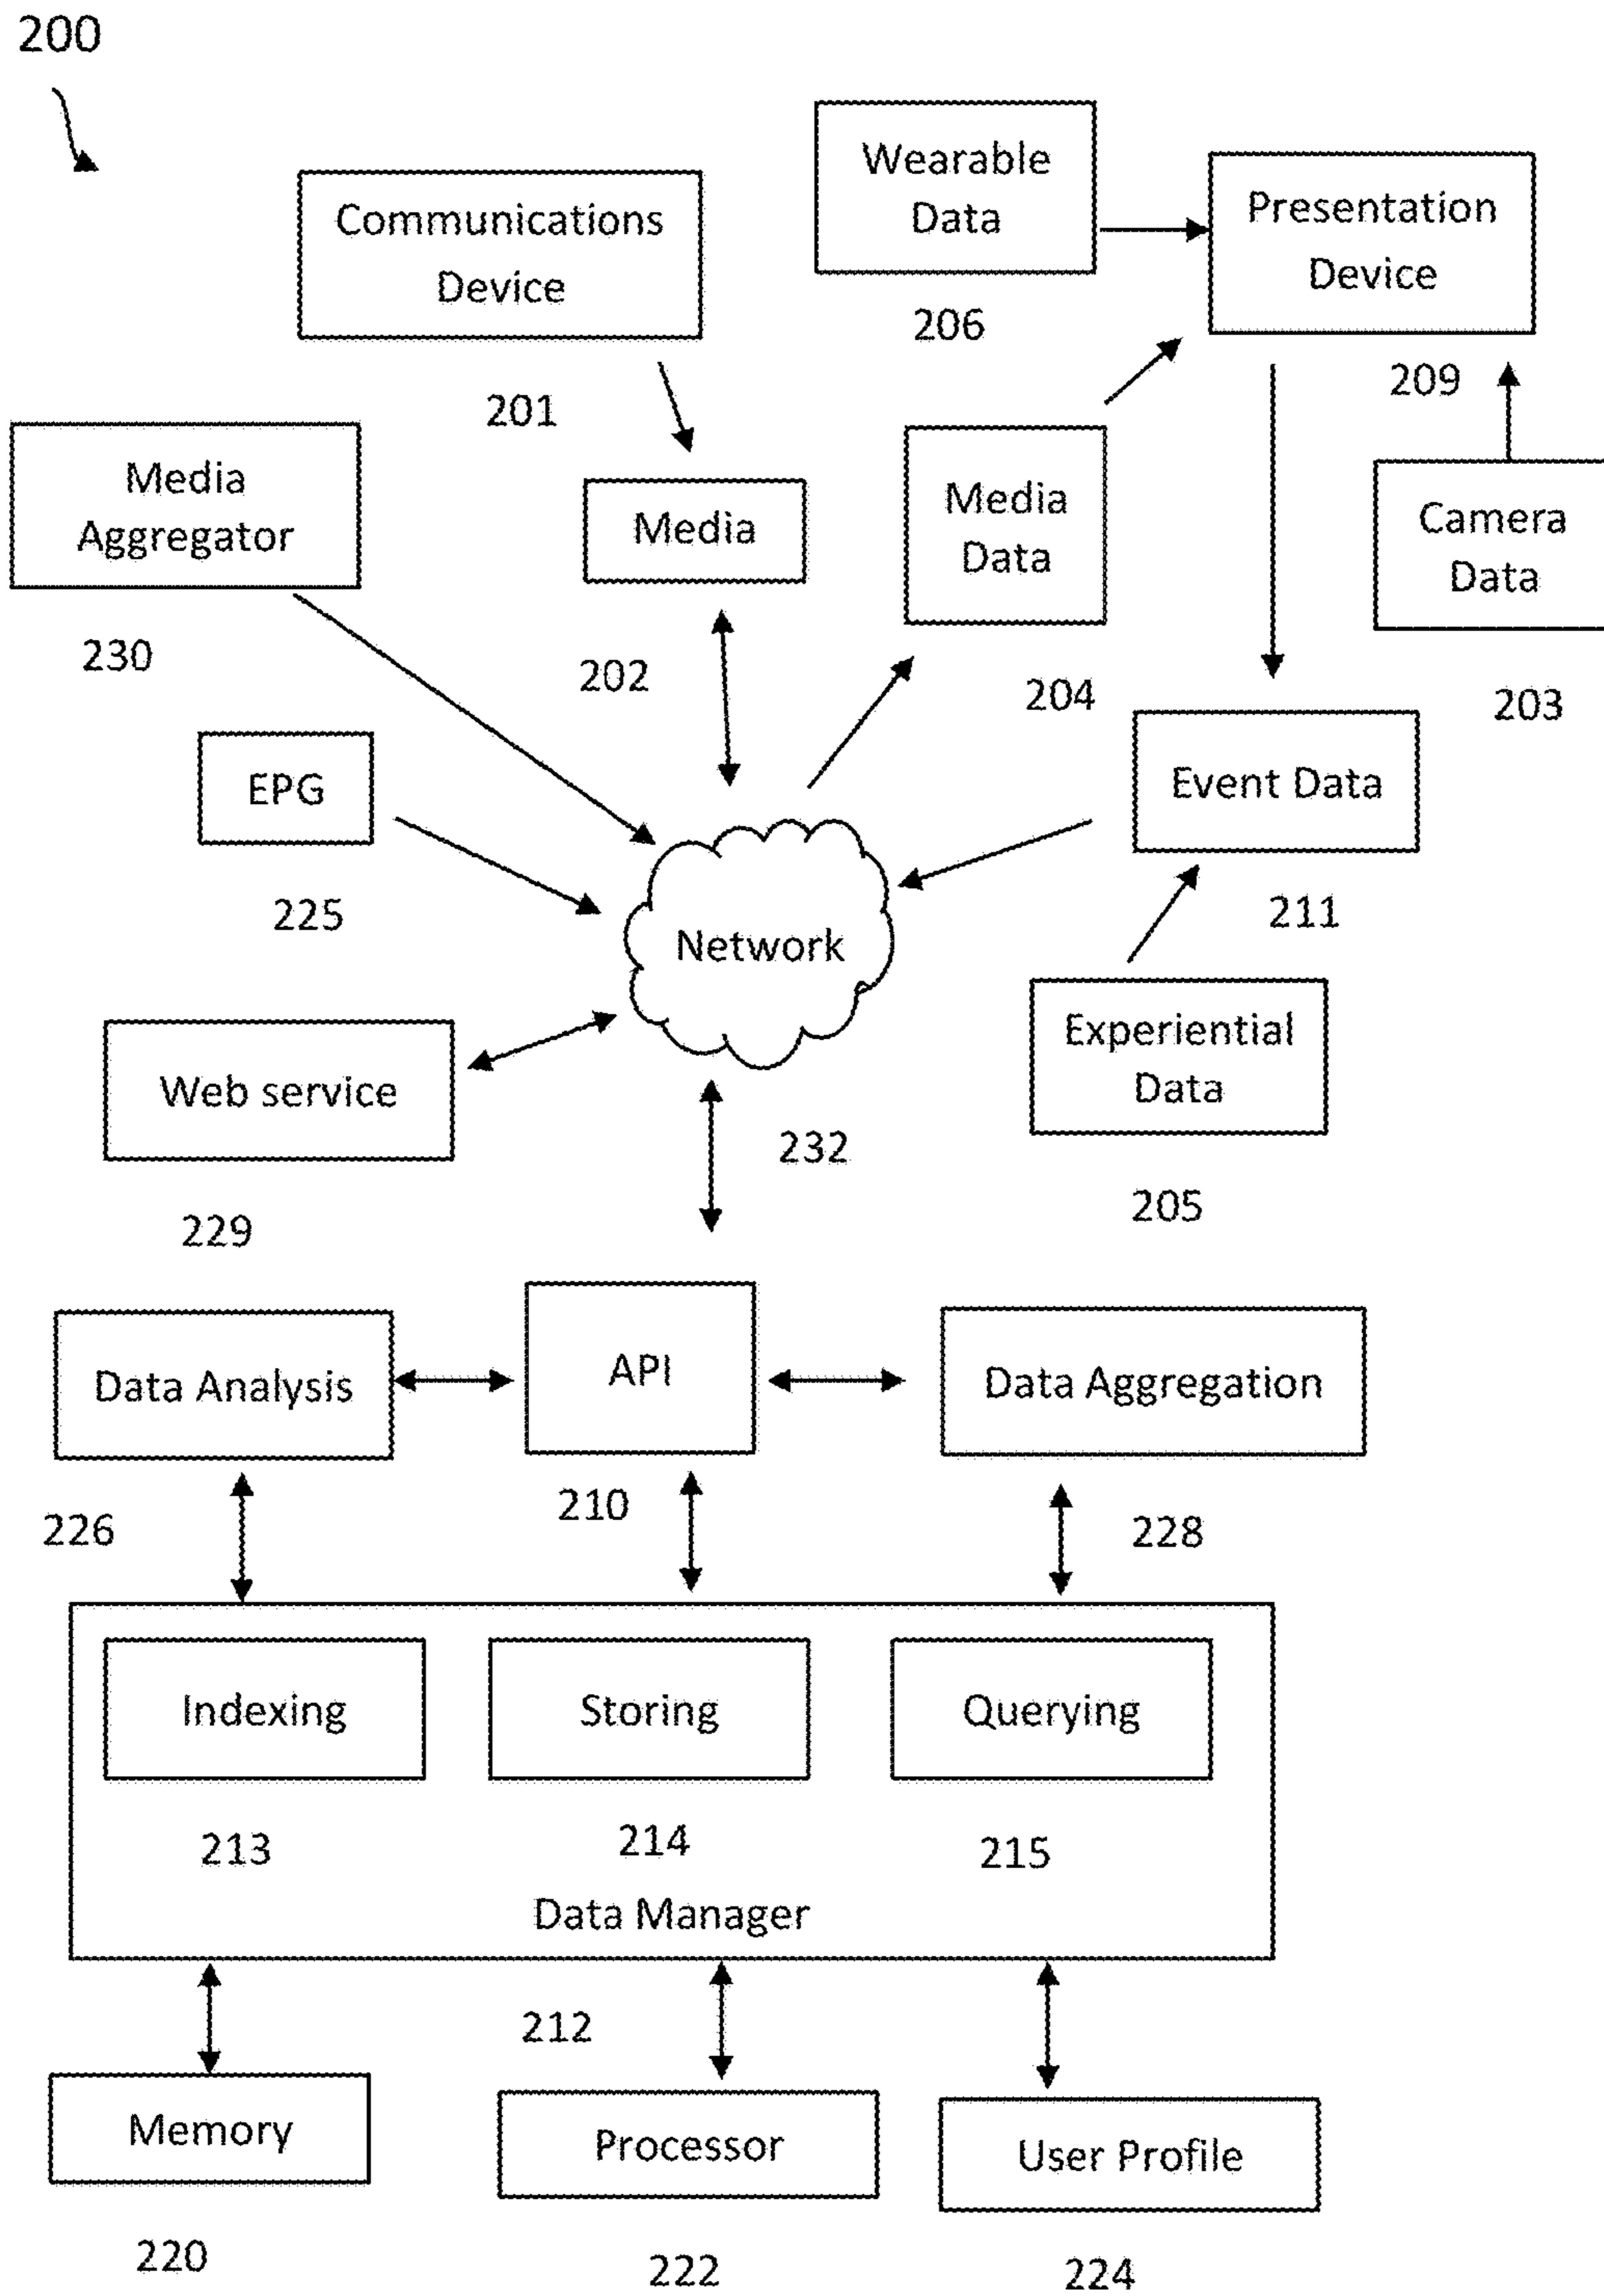 200
Wearable
Data
206
Presentation
Device
209
Communications
Device
201
Media
Aggregator
230
Media
202
Media
Data
204
Camera
Data
203
EPG
225
Event Data
211
Network
232
Experiential
Data
205
Web service
229
Data Analysis
226
API
210
Data Aggregation
228
Indexing
213
Storing
214
Querying
215
Data Manager
212
Memory
220
Processor
222
User Profile
224